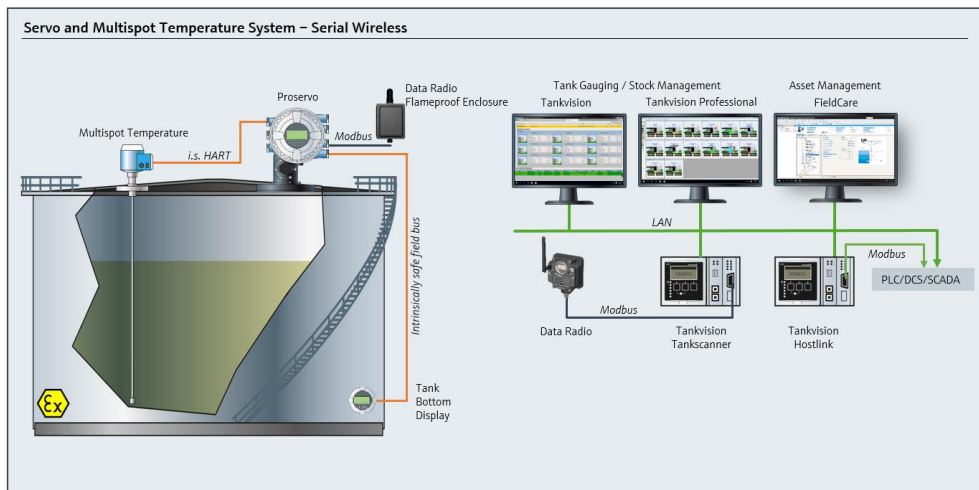 Servo and Multispot Temperature System – Serial Wireless
Data Radio
Flameproof Enclosure
Proservo
Multispot Temperature
Modbus
i.s. HART
Intrinsically safe field bus
Tank
Bottom
Display
Ex
Tank Gauging / Stock Management
Tankvision
Tankvision Professional
Asset Management
FieldCare
LAN
Modbus
PLC/DCS/SCADA
Modbus
Data Radio
Tankvision
Tankscanner
Tankvision
Hostlink